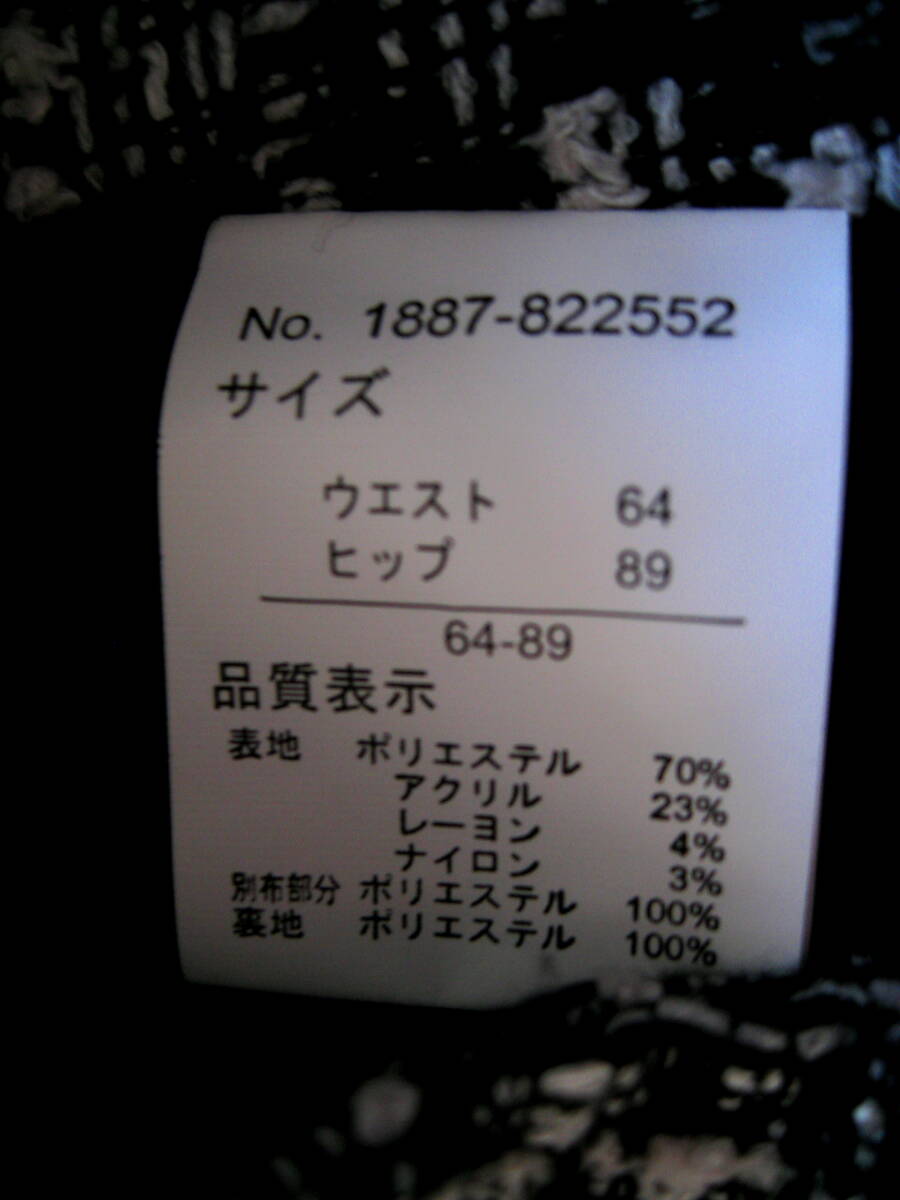 No. 1887-822552
サイズ
ウエスト 64
ヒップ 89
64-89
品質表示
表地 ポリエステル 70%
アクリル 23%
レーヨン 4%
ナイロン 3%
別布部分 ポリエステル 100%
裏地 ポリエステル 100%